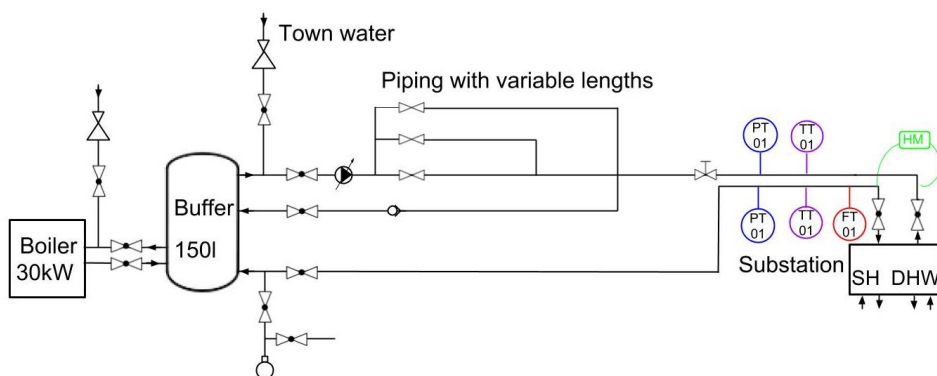 Town water
Piping with variable lengths
PT
01
TT
01
HM
Buffer
150l
Boiler
30kW
PT
01
TT
01
FT
01
Substation
SH DHW